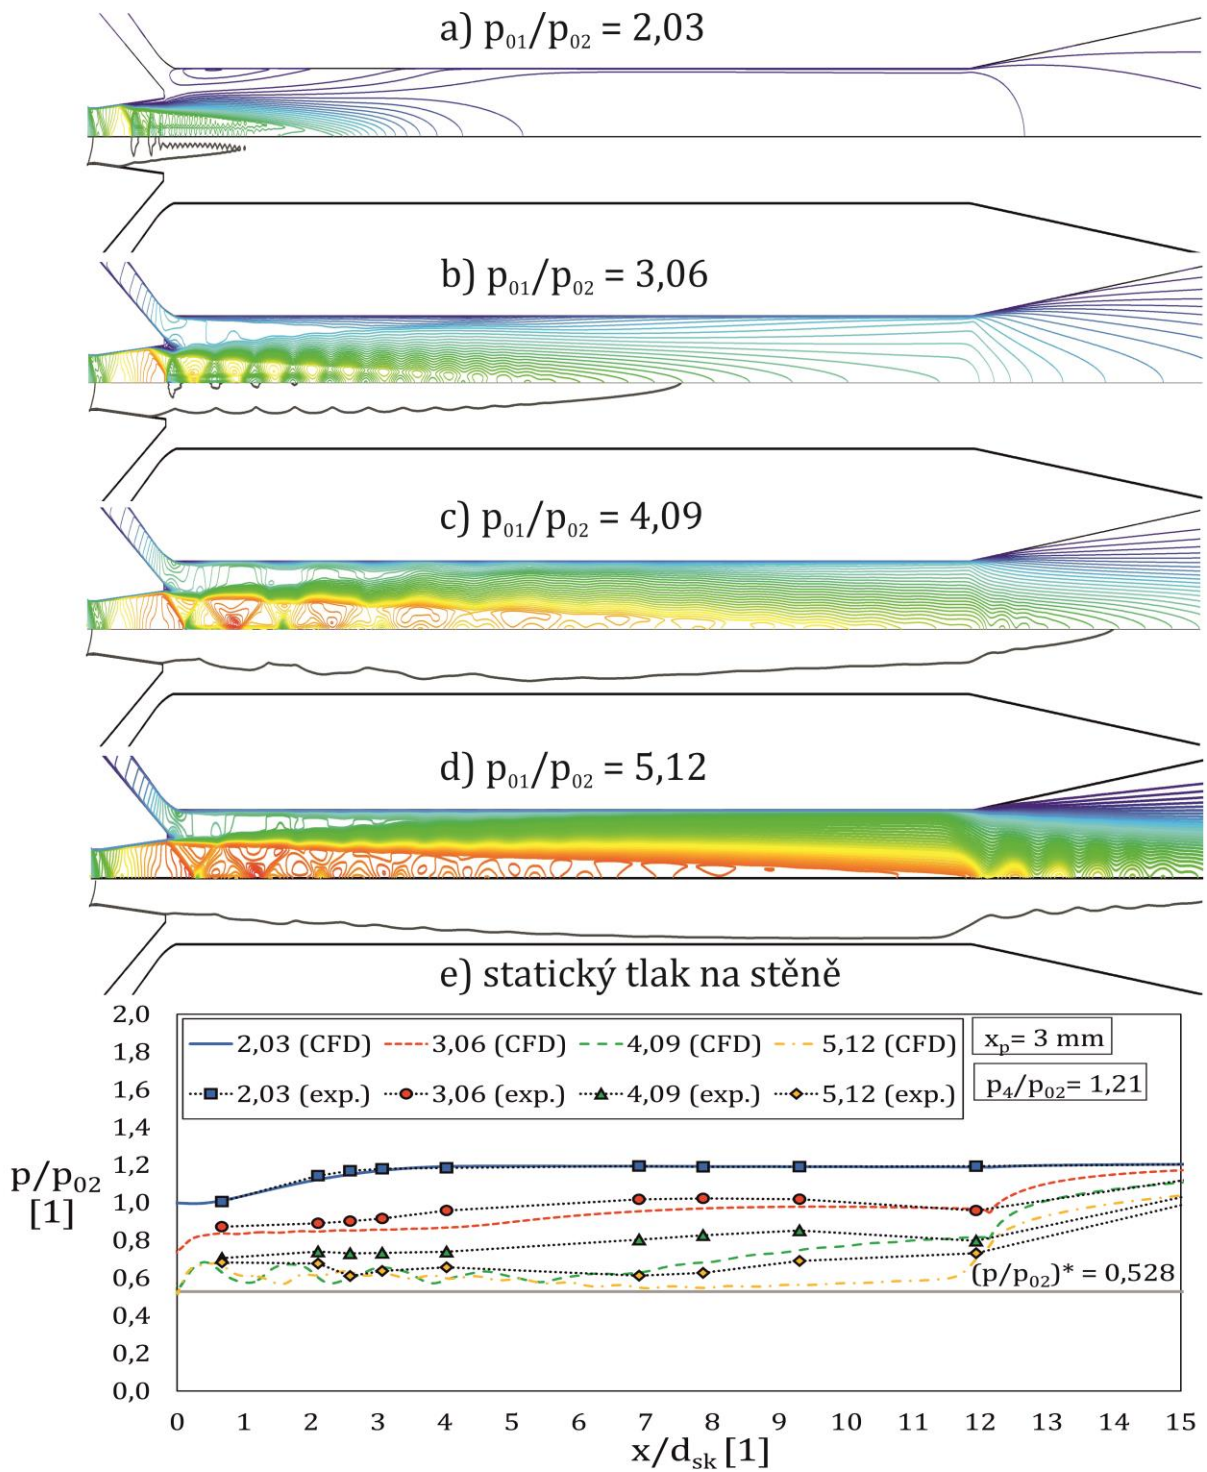 a) p₀₁/p₀₂ = 2,03
b) p₀₁/p₀₂ = 3,06
c) p₀₁/p₀₂ = 4,09
d) p₀₁/p₀₂ = 5,12
e) statický tlak na stěně
2,03 (CFD) 3,06 (CFD) 4,09 (CFD) 5,12 (CFD)
2,03 (exp.) 3,06 (exp.) 4,09 (exp.) 5,12 (exp.)
xₚ= 3 mm
p₄/p₀₂= 1,21
(p/p₀₂)* = 0,528
p/p₀₂
[1]
2,0
1,8
1,6
1,4
1,2
1,0
0,8
0,6
0,4
0,2
0,0
0 1 2 3 4 5 6 7 8 9 10 11 12 13 14 15
x/dₛₖ [1]